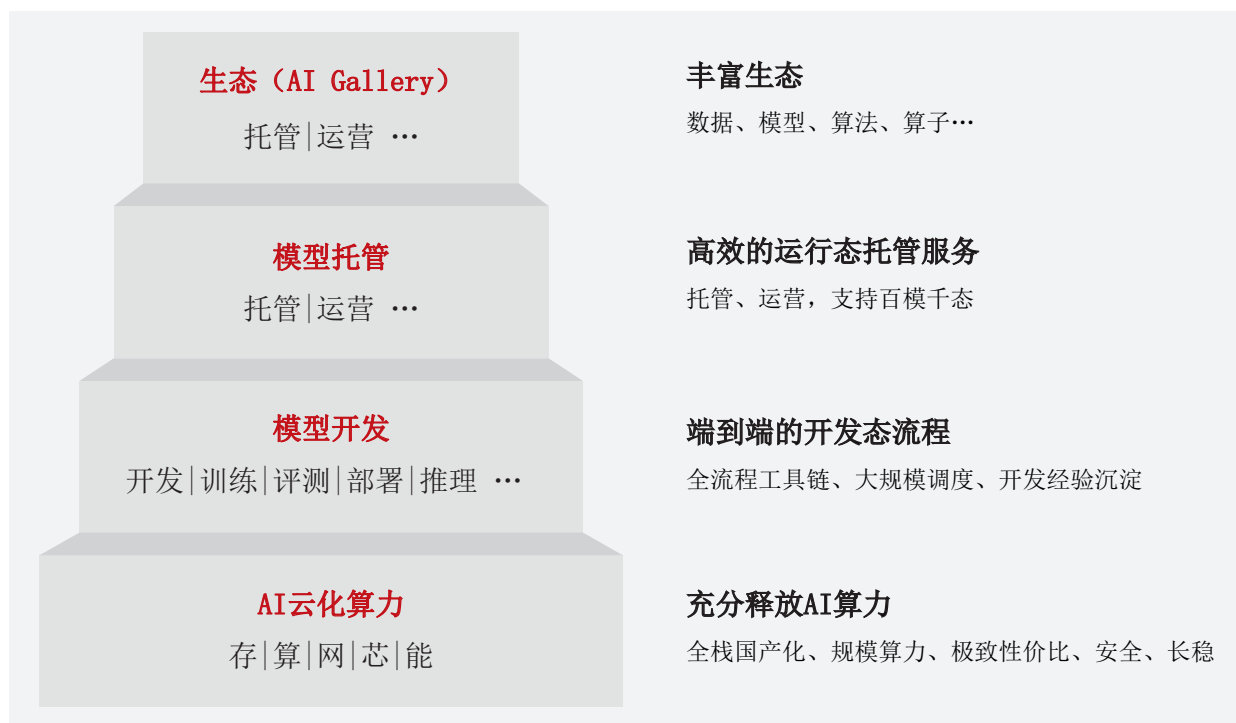 生态（AI Gallery）
托管|运营 …
丰富生态
数据、模型、算法、算子…
模型托管
托管|运营 …
高效的运行态托管服务
托管、运营，支持百模千态
模型开发
开发|训练|评测|部署|推理 …
端到端的开发态流程
全流程工具链、大规模调度、开发经验沉淀
AI云化算力
存|算|网|芯|能
充分释放AI算力
全栈国产化、规模算力、极致性价比、安全、长稳